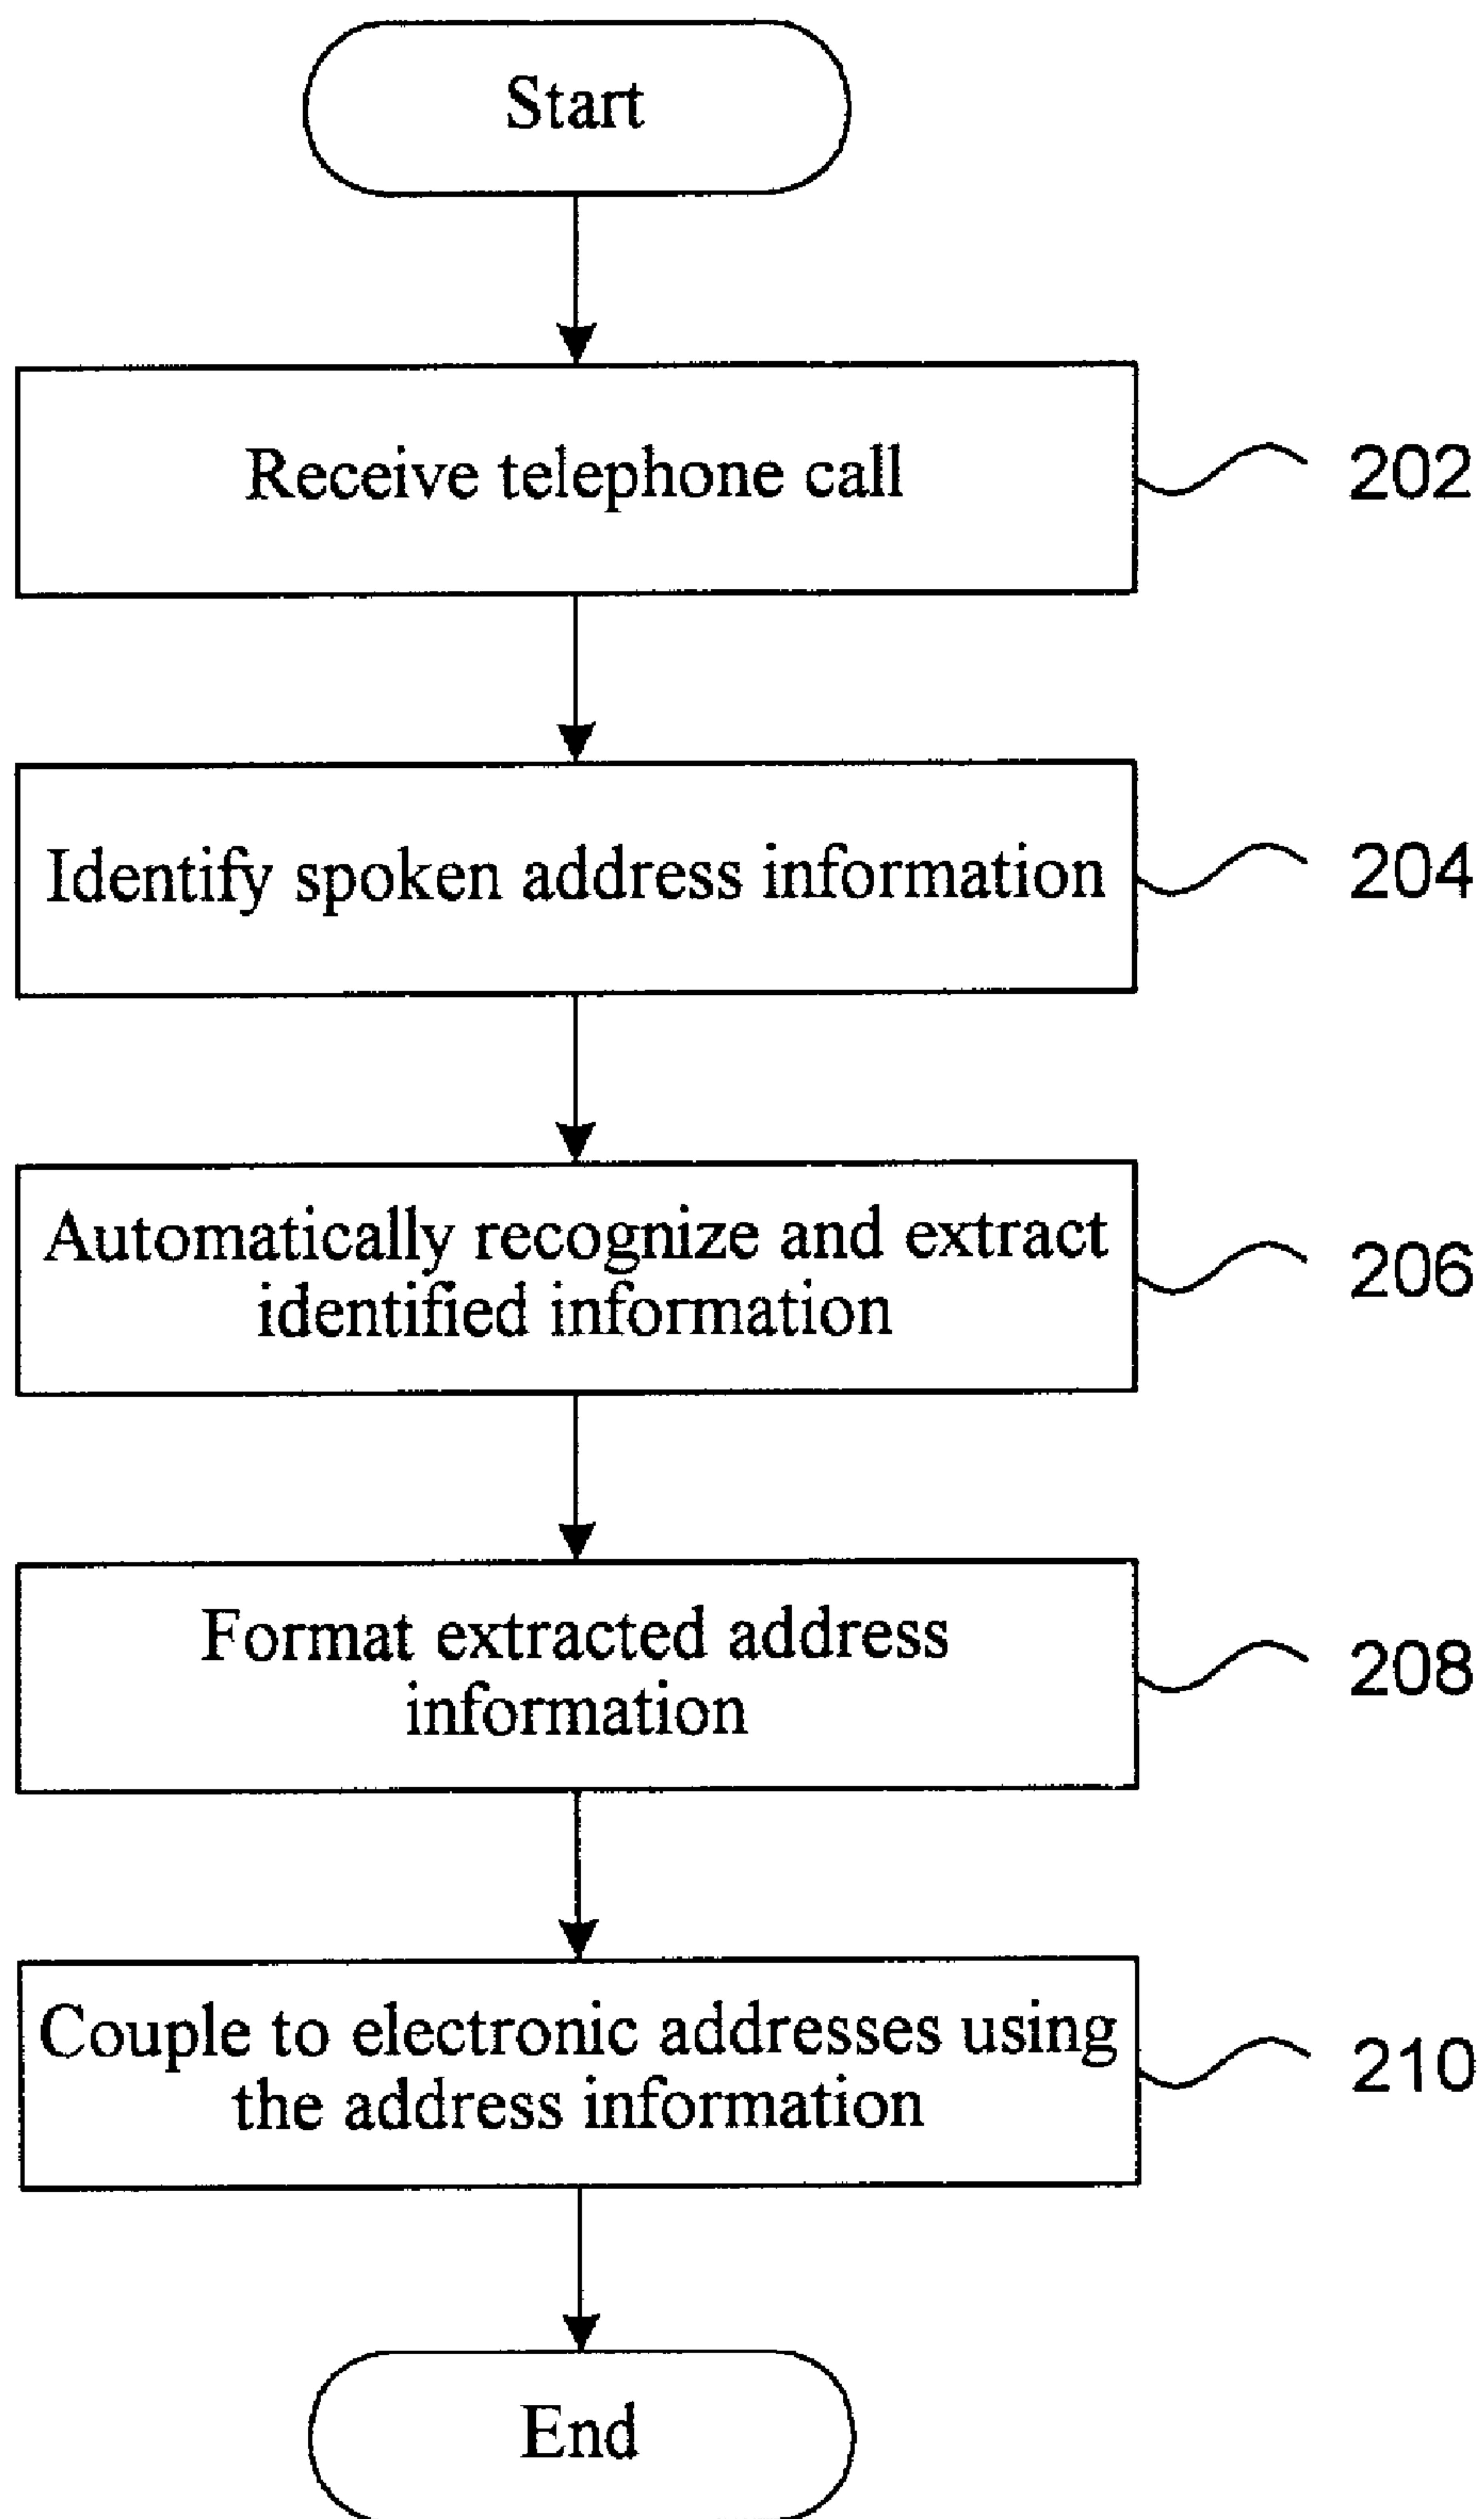 Start
Receive telephone call
202
Identify spoken address information
204
Automatically recognize and extract
identified information
206
Format extracted address
information
208
Couple to electronic addresses using
the address information
210
End